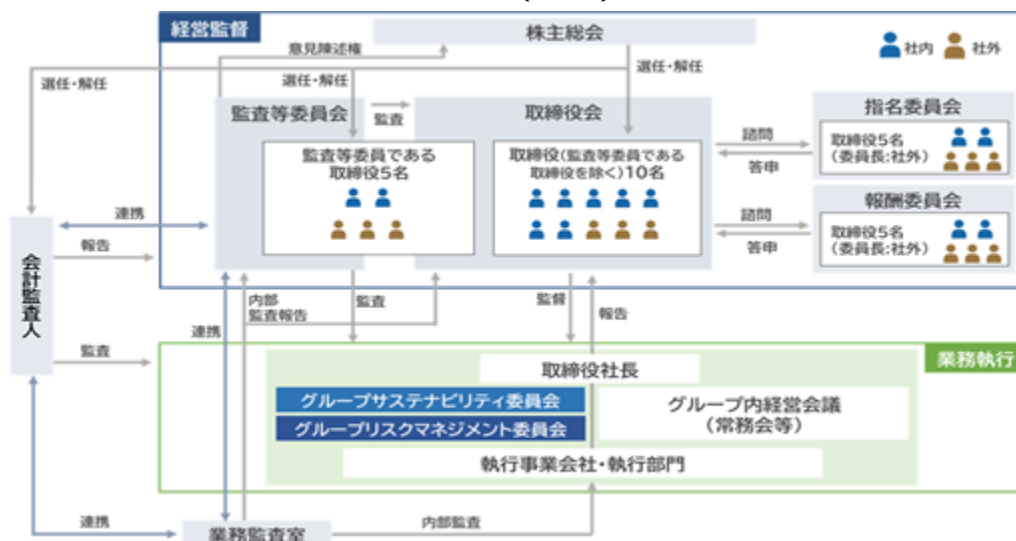 経営監督
株主総会
社内
社外
意見陳述権
選任・解任
選任・解任
選任・解任
監査等委員会
監査
取締役会
指名委員会
監査等委員である
取締役5名
取締役(監査等委員である
取締役を除く)10名
諮問
答申
取締役5名
(委員長:社外)
報酬委員会
諮問
答申
取締役5名
(委員長:社外)
連携
報告
会計監査人
監査
連携
内部
監査報告
監査
監督
報告
業務執行
取締役社長
グループサステナビリティ委員会
グループリスクマネジメント委員会
グループ内経営会議
(常務会等)
執行事業会社・執行部門
連携
業務監査室
内部監査